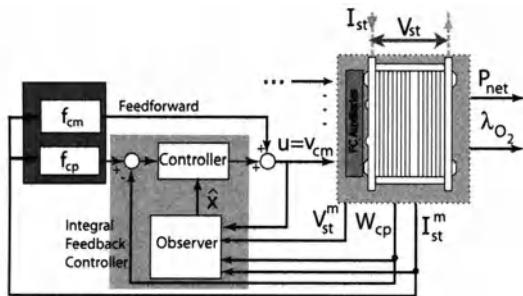 I_st V_st
P_net
λ_O₂
f_cm
Feedforward
f_cp
+ -
Controller
+ +
u=v_cm
...
x̂
Integral
Feedback
Controller
Observer
V_st^m W_cp I_st^m